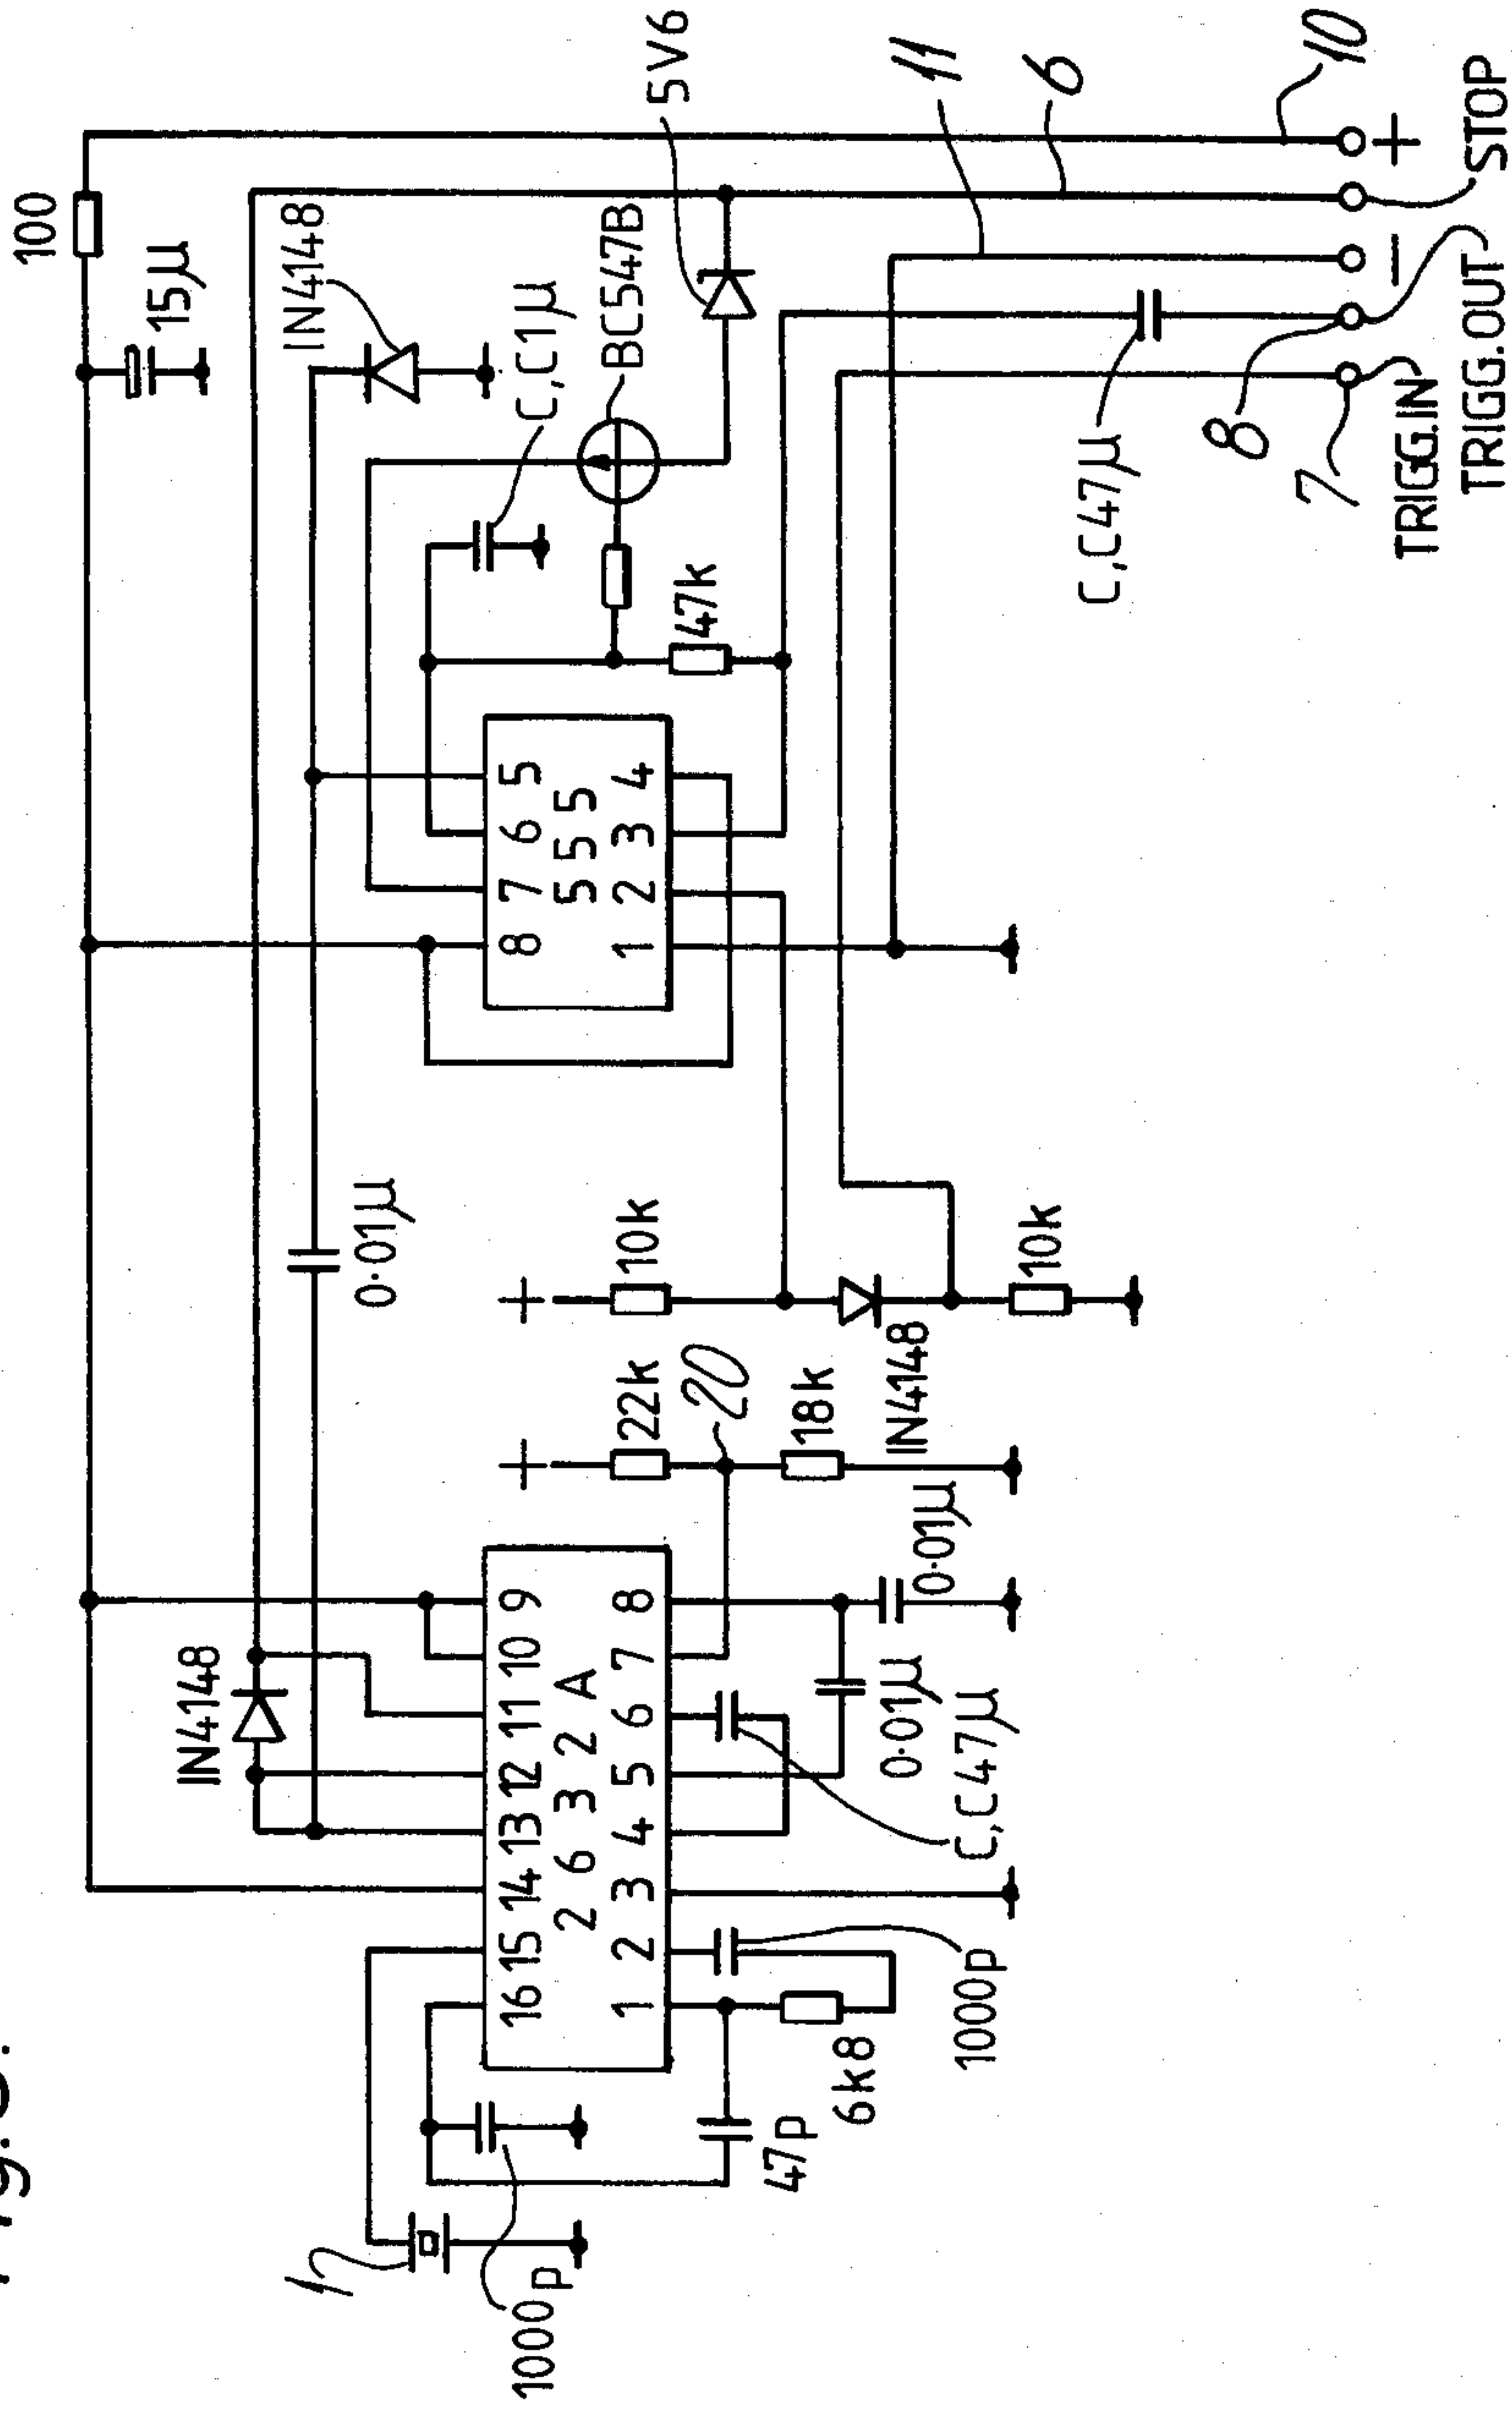 100
15μ
IN4148
C,C1μ
BC547B
5V6
11
6
10
+
STOP
−
TRIGG.OUT
8
TRIGG.IN
7
C,C47μ
47k
8 7 6 5
5 5 5
1 2 3 4
0·01μ
+
10k
IN4148
10k
+
22k
20
18k
IN4148
16 15 14 13 12 11 10 9
2 6 3 2 A
1 2 3 4 5 6 7 8
0·01μ
0·01μ
C,C47μ
1000p
6k8
47p
1000p
1